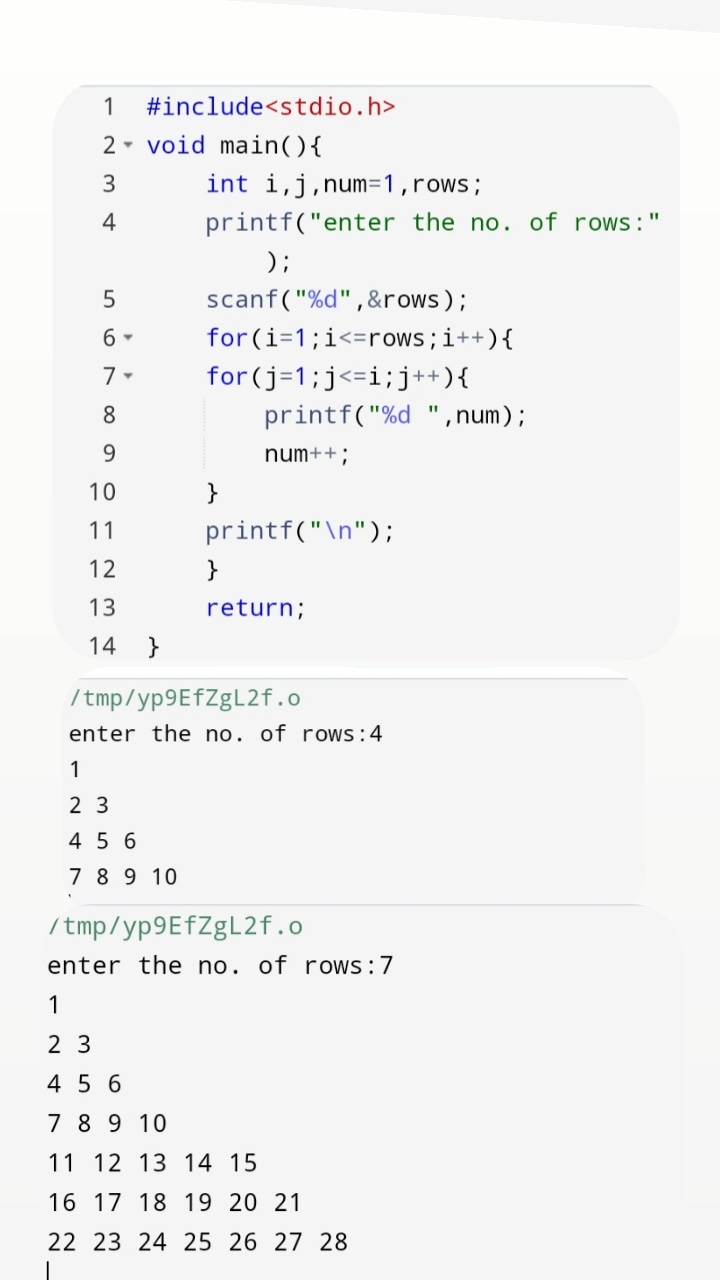 1 #include<stdio.h>
2 void main(){
3 int i,j,num=1,rows;
4 printf("enter the no. of rows:"
);
5 scanf("%d",&rows);
6 for(i=1;i<=rows;i++){
7 for(j=1;j<=i;j++){
8 printf("%d ",num);
9 num++;
10 }
11 printf("\n");
12 }
13 return;
14 }
/tmp/yp9EfZgL2f.o
enter the no. of rows:4
1
2 3
4 5 6
7 8 9 10
/tmp/yp9EfZgL2f.o
enter the no. of rows:7
1
2 3
4 5 6
7 8 9 10
11 12 13 14 15
16 17 18 19 20 21
22 23 24 25 26 27 28